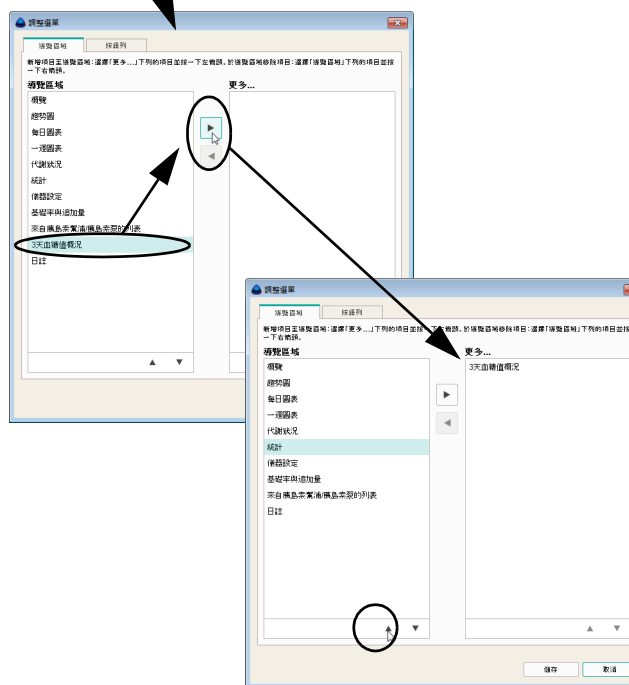 調整選單
導覽區域
按鈕列
新增項目至導覽區域:選擇「更多...」下列的項目並按一下左箭頭。於導覽區域移除項目:選擇「導覽區域」下列的項目並按
一下右箭頭。
導覽區域
更多...
概覽
趨勢圖
每日圖表
一週圖表
代謝狀況
統計
儀器設定
基礎率與追加量
來自胰島素幫浦/胰島素泵的列表
3天血糖值概況
日誌
調整選單
導覽區域
按鈕列
新增項目至導覽區域:選擇「更多...」下列的項目並按一下左箭頭。於導覽區域移除項目:選擇「導覽區域」下列的項目並按
一下右箭頭。
導覽區域
更多...
概覽
3天血糖值概況
趨勢圖
每日圖表
一週圖表
代謝狀況
統計
儀器設定
基礎率與追加量
來自胰島素幫浦/胰島素泵的列表
日誌
儲存
取消